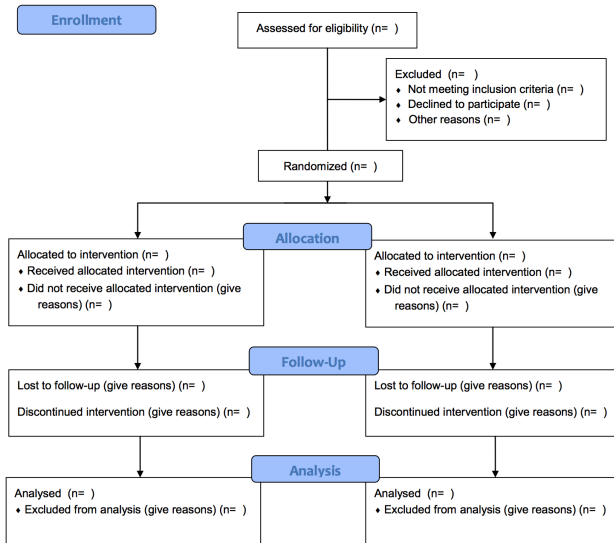 Enrollment
Assessed for eligibility (n=  )
Excluded  (n=  )
♦ Not meeting inclusion criteria (n=  )
♦ Declined to participate (n=  )
♦ Other reasons (n=  )
Randomized (n=  )
Allocation
Allocated to intervention (n=  )
♦ Received allocated intervention (n=  )
♦ Did not receive allocated intervention (give
reasons) (n=  )
Allocated to intervention (n=  )
♦ Received allocated intervention (n=  )
♦ Did not receive allocated intervention (give
reasons) (n=  )
Follow-Up
Lost to follow-up (give reasons) (n=  )
Discontinued intervention (give reasons) (n=  )
Lost to follow-up (give reasons) (n=  )
Discontinued intervention (give reasons) (n=  )
Analysis
Analysed  (n=  )
♦ Excluded from analysis (give reasons) (n=  )
Analysed  (n=  )
♦ Excluded from analysis (give reasons) (n=  )